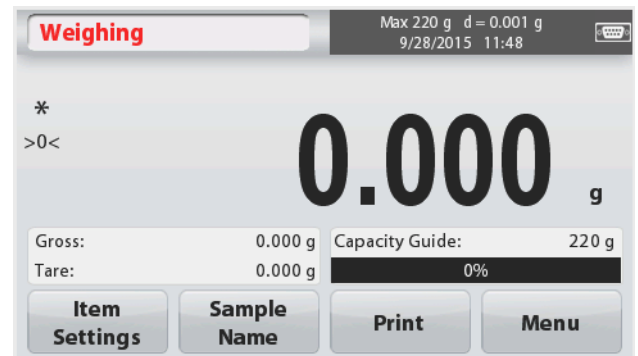 Weighing
Max 220 g d = 0.001 g
9/28/2015 11:48
*
>0<
0.000 g
Gross: 0.000 g
Tare: 0.000 g
Capacity Guide: 220 g
0%
Item Settings
Sample Name
Print
Menu